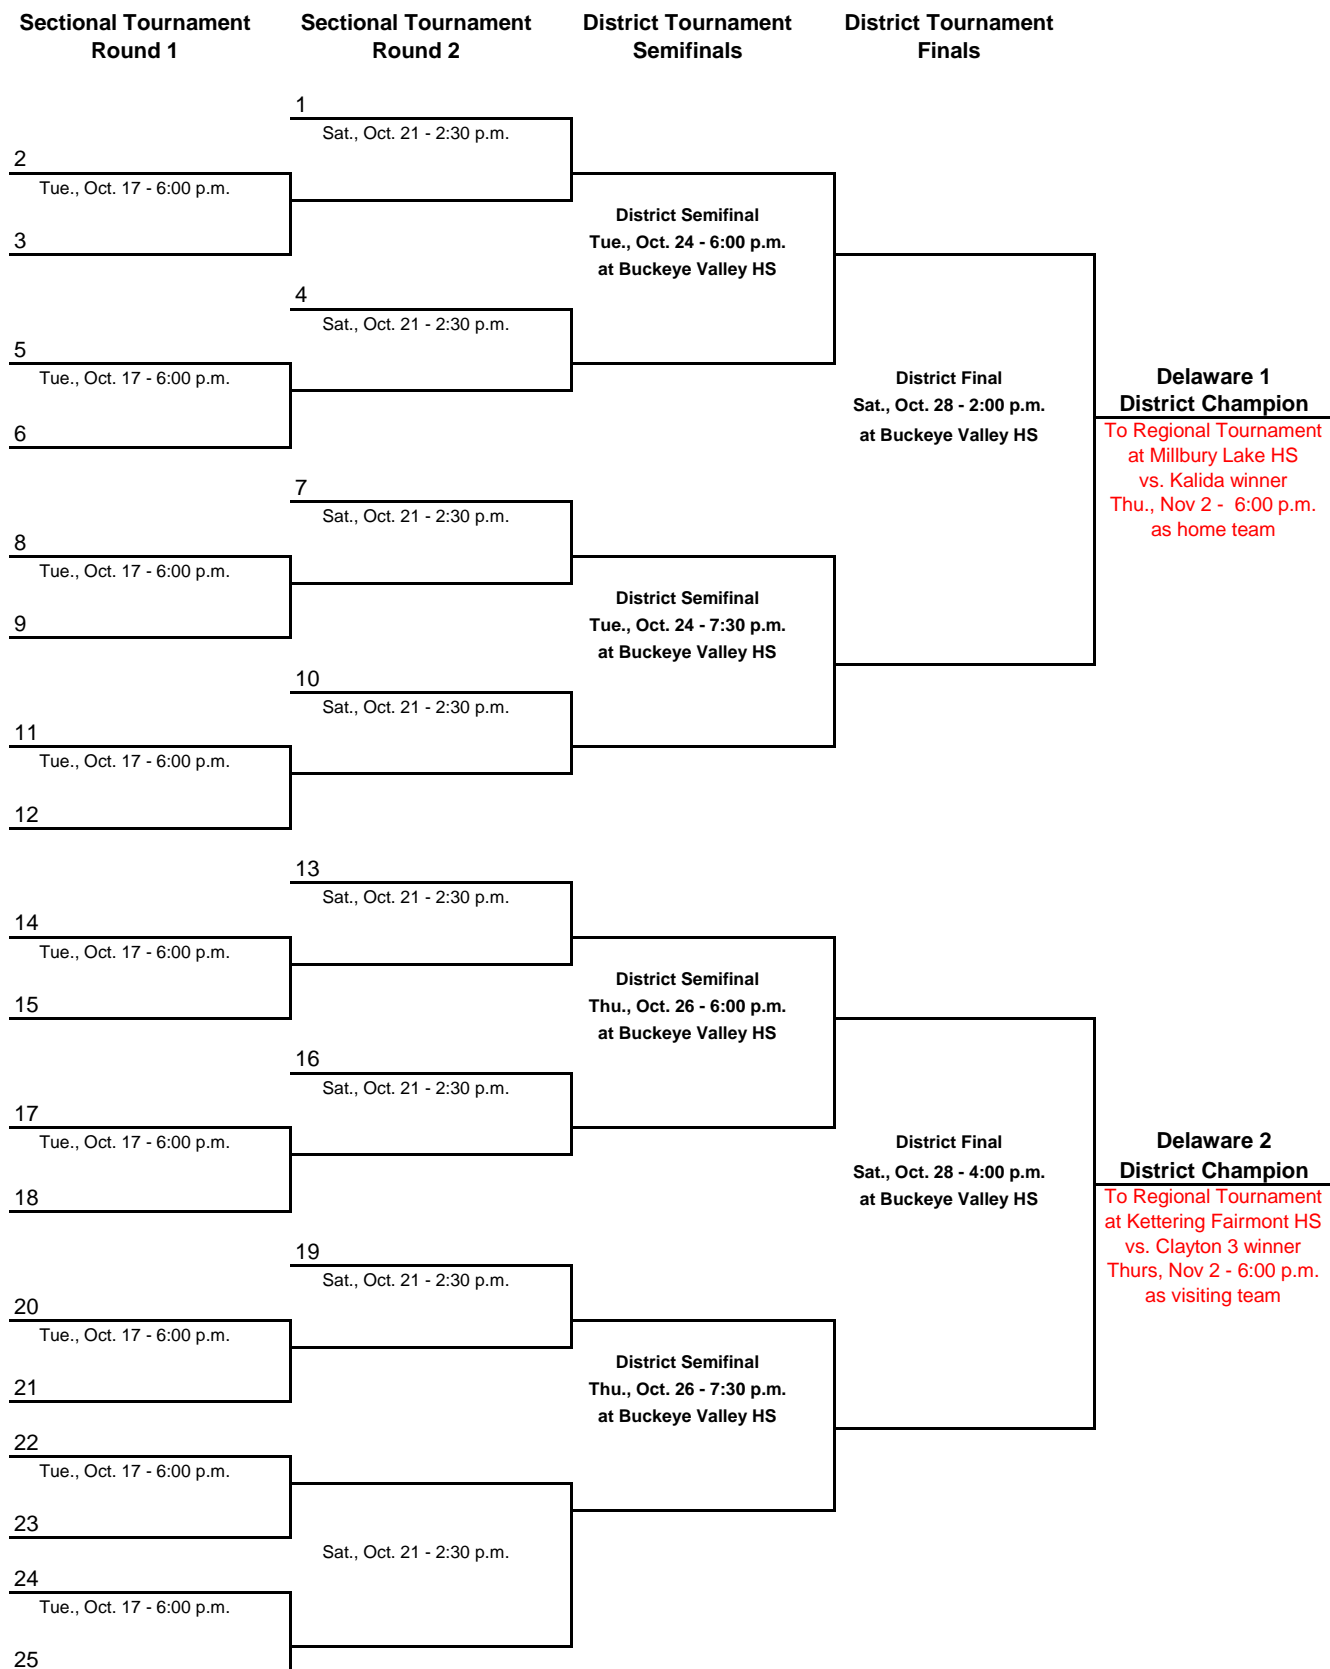 Sectional Tournament
Round 1
Sectional Tournament
Round 2
District Tournament
Semifinals
District Tournament
Finals
1
Sat., Oct. 21 - 2:30 p.m.
2
Tue., Oct. 17 - 6:00 p.m.
3
District Semifinal
Tue., Oct. 24 - 6:00 p.m.
at Buckeye Valley HS
4
Sat., Oct. 21 - 2:30 p.m.
5
Tue., Oct. 17 - 6:00 p.m.
6
District Final
Sat., Oct. 28 - 2:00 p.m.
at Buckeye Valley HS
Delaware 1
District Champion
To Regional Tournament
at Millbury Lake HS
vs. Kalida winner
Thu., Nov 2 - 6:00 p.m.
as home team
7
Sat., Oct. 21 - 2:30 p.m.
8
Tue., Oct. 17 - 6:00 p.m.
9
District Semifinal
Tue., Oct. 24 - 7:30 p.m.
at Buckeye Valley HS
10
Sat., Oct. 21 - 2:30 p.m.
11
Tue., Oct. 17 - 6:00 p.m.
12
13
Sat., Oct. 21 - 2:30 p.m.
14
Tue., Oct. 17 - 6:00 p.m.
15
District Semifinal
Thu., Oct. 26 - 6:00 p.m.
at Buckeye Valley HS
16
Sat., Oct. 21 - 2:30 p.m.
17
Tue., Oct. 17 - 6:00 p.m.
18
District Final
Sat., Oct. 28 - 4:00 p.m.
at Buckeye Valley HS
Delaware 2
District Champion
To Regional Tournament
at Kettering Fairmont HS
vs. Clayton 3 winner
Thurs, Nov 2 - 6:00 p.m.
as visiting team
19
Sat., Oct. 21 - 2:30 p.m.
20
Tue., Oct. 17 - 6:00 p.m.
21
District Semifinal
Thu., Oct. 26 - 7:30 p.m.
at Buckeye Valley HS
22
Tue., Oct. 17 - 6:00 p.m.
23
Sat., Oct. 21 - 2:30 p.m.
24
Tue., Oct. 17 - 6:00 p.m.
25